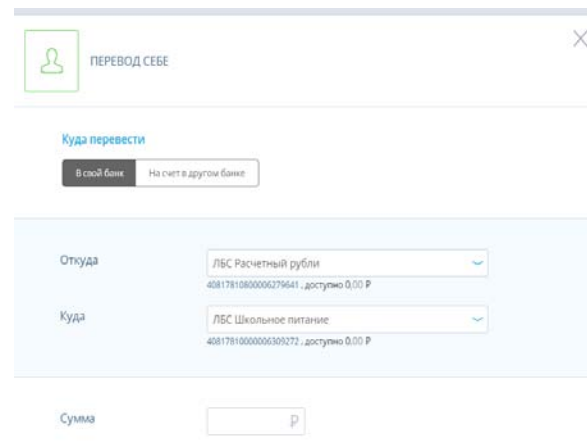 ПЕРЕВОД СЕБЕ
Куда перевести
В свой банк На счет в другом банке
Откуда ЛБС Расчетный рубли
40817810800006279641 , доступно 0,00 ₽
Куда ЛБС Школьное питание
40817810000006309272 , доступно 0,00 ₽
Сумма ₽